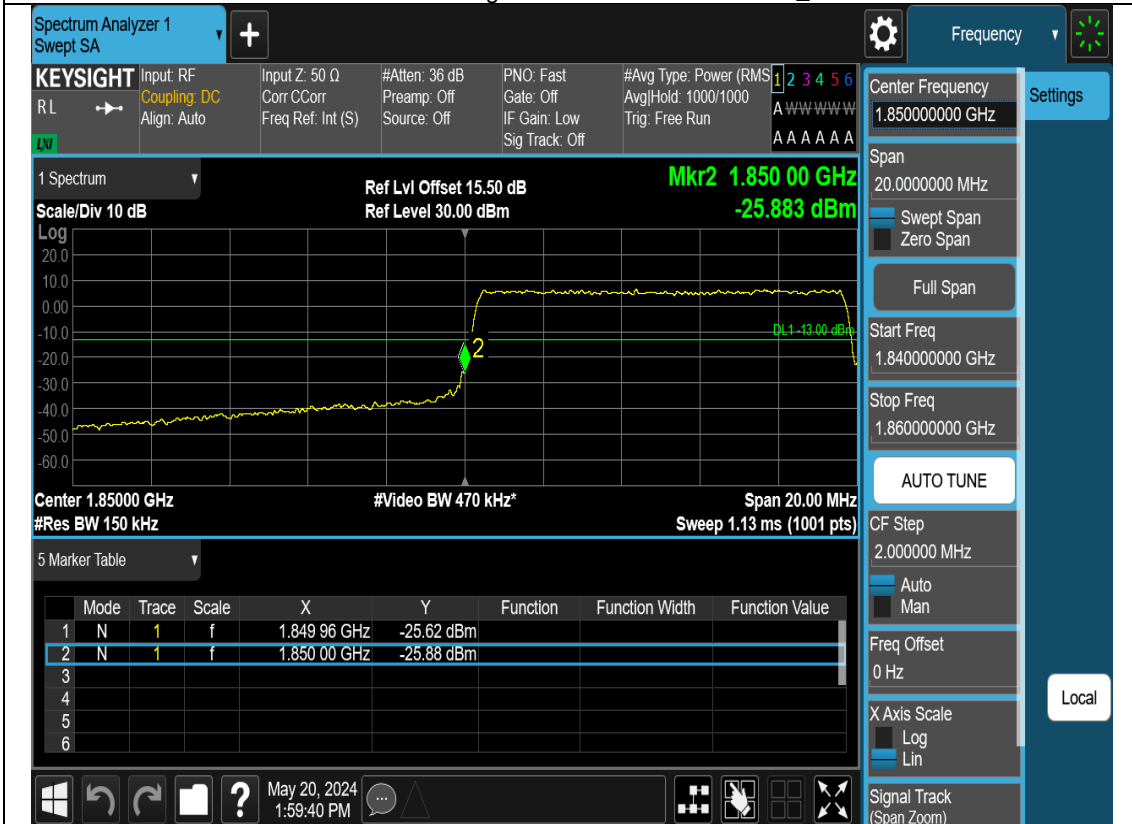 Spectrum Analyzer 1
Swept SA
+
Frequency
KEYSIGHT
RL
LXI
Input: RF
Coupling: DC
Align: Auto
Input Z: 50 Ω
Corr CCorr
Freq Ref: Int (S)
#Atten: 36 dB
Preamp: Off
Source: Off
PNO: Fast
Gate: Off
IF Gain: Low
Sig Track: Off
#Avg Type: Power (RMS
Avg|Hold: 1000/1000
Trig: Free Run
1 2 3 4 5 6
A W W W W W
A A A A A A
Center Frequency
1.850000000 GHz
Settings
1 Spectrum
Scale/Div 10 dB
Ref Lvl Offset 15.50 dB
Ref Level 30.00 dBm
Mkr2 1.850 00 GHz
-25.883 dBm
Log
20.0
10.0
0.00
-10.0
-20.0
-30.0
-40.0
-50.0
-60.0
DL1 -13.00 dBm
2
Center 1.85000 GHz
#Video BW 470 kHz*
Span 20.00 MHz
#Res BW 150 kHz
Sweep 1.13 ms (1001 pts)
Span
20.0000000 MHz
Swept Span
Zero Span
Full Span
Start Freq
1.840000000 GHz
Stop Freq
1.860000000 GHz
AUTO TUNE
CF Step
2.000000 MHz
Auto
Man
Freq Offset
0 Hz
X Axis Scale
Log
Lin
Signal Track
(Span Zoom)
Local
5 Marker Table
Mode Trace Scale X Y Function Function Width Function Value
1 N 1 f 1.849 96 GHz -25.62 dBm
2 N 1 f 1.850 00 GHz -25.88 dBm
3
4
5
6
?
May 20, 2024
1:59:40 PM